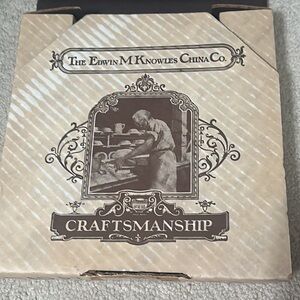 The Edwin M Knowles China Co.
CRAFTSMANSHIP